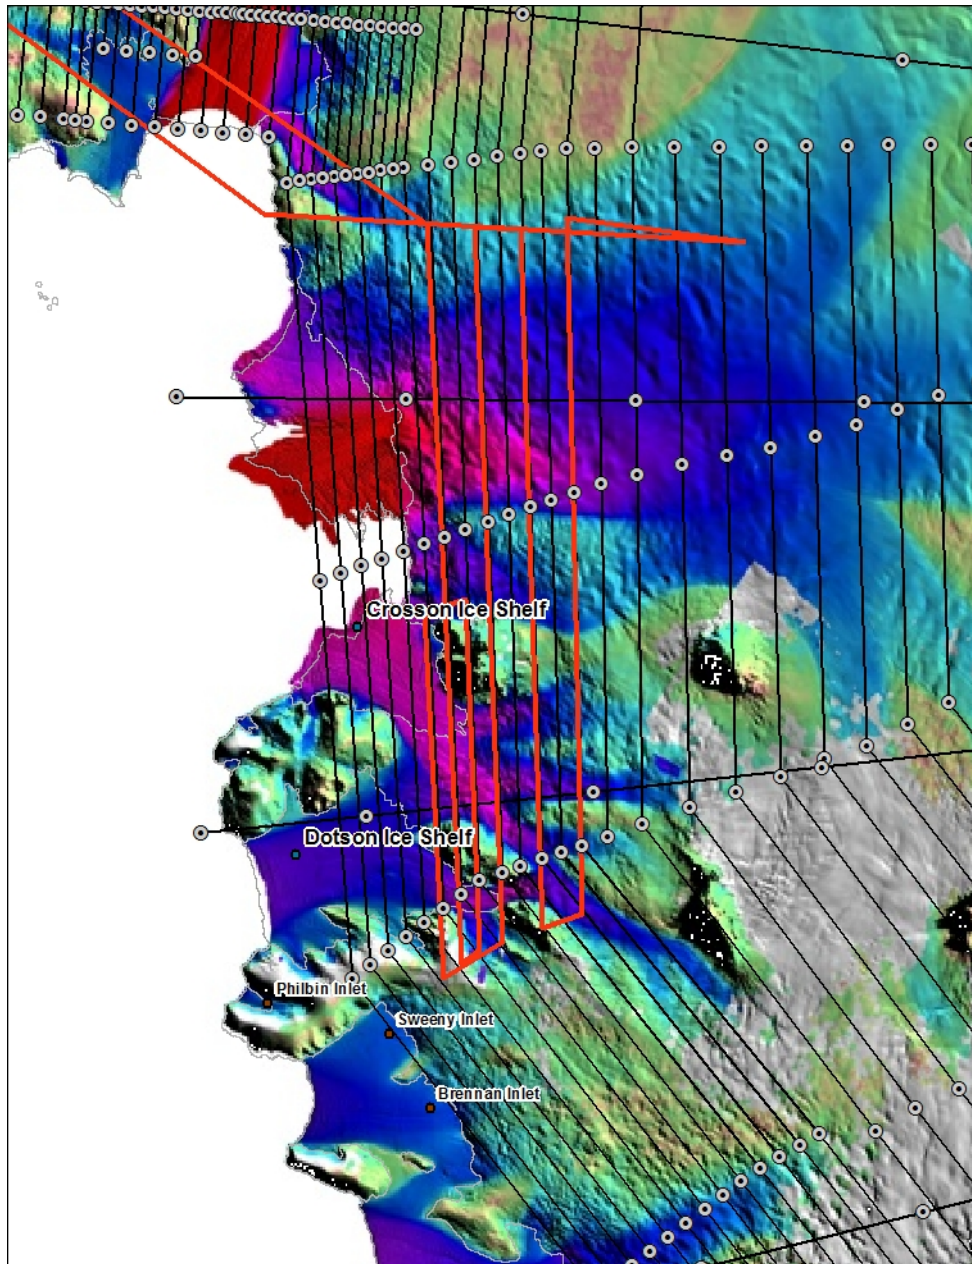 Crosson Ice Shelf
Dotson Ice Shelf
Philbin Inlet
Sweeny Inlet
Brennan Inlet